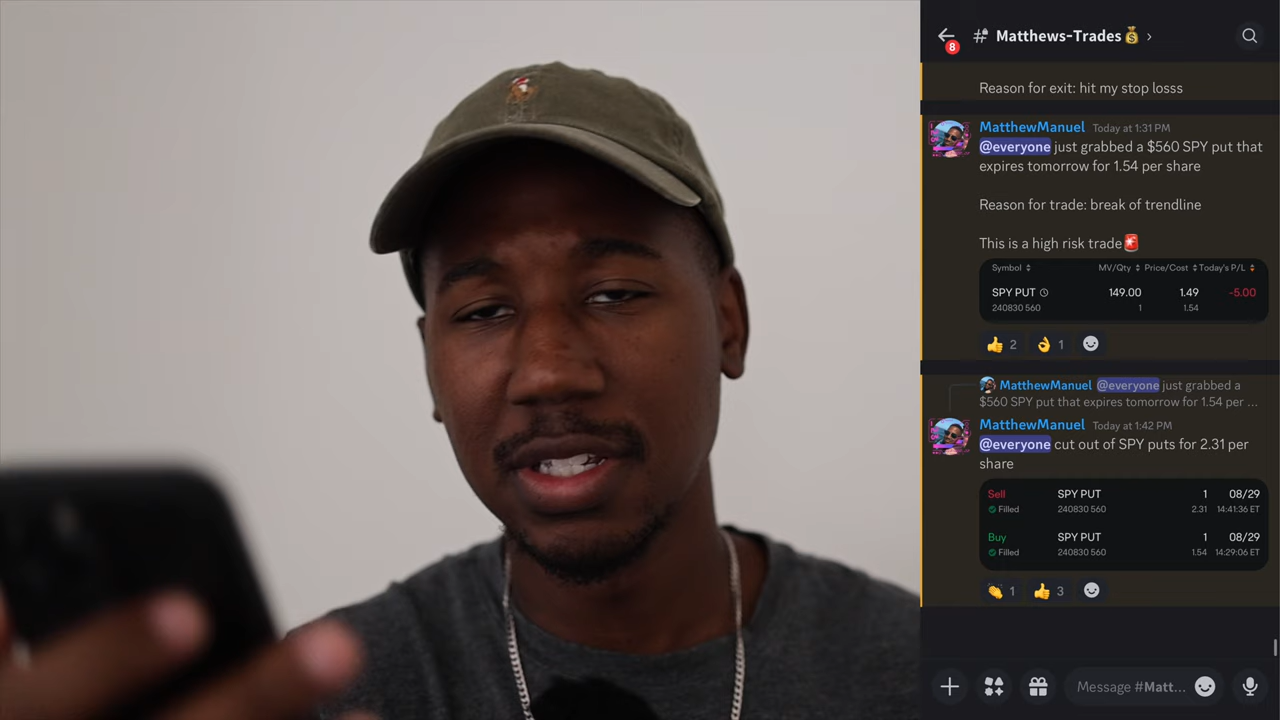 8
# Matthews-Trades💰 ›
Reason for exit: hit my stop losss
MatthewManuel Today at 1:31 PM
@everyone just grabbed a $560 SPY put that
expires tomorrow for 1.54 per share
Reason for trade: break of trendline
This is a high risk trade🚨
Symbol MV/Qty Price/Cost Today's P/L
SPY PUT 149.00 1.49 -5.00
240830 560 1 1.54
👍 2 👌 1
MatthewManuel @everyone just grabbed a
$560 SPY put that expires tomorrow for 1.54 per ...
MatthewManuel Today at 1:42 PM
@everyone cut out of SPY puts for 2.31 per
share
Sell SPY PUT 1 08/29
Filled 240830 560 2.31 14:41:36 ET
Buy SPY PUT 1 08/29
Filled 240830 560 1.54 14:29:06 ET
👏 1 👍 3
Message #Matt...